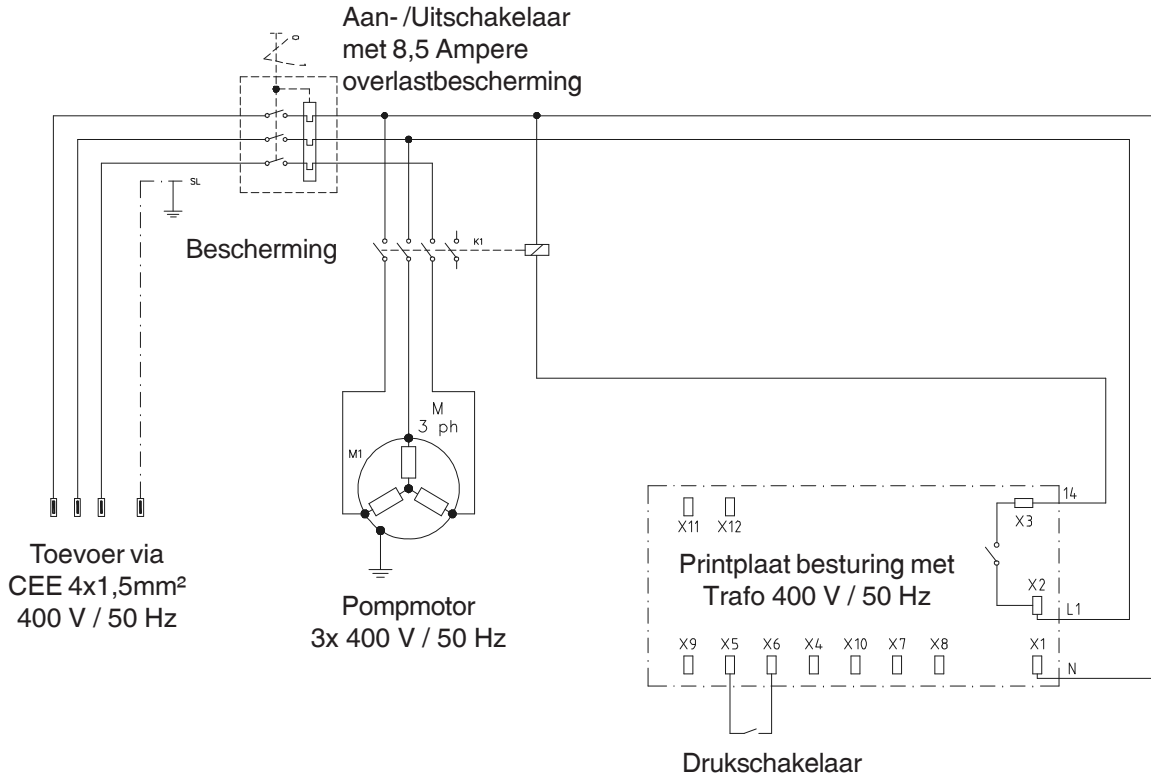 Aan- /Uitschakelaar
met 8,5 Ampere
overlastbescherming
SL
Bescherming
K1
M
3 ph
M1
Toevoer via
CEE 4x1,5mm²
400 V / 50 Hz
Pompmotor
3x 400 V / 50 Hz
14
X11
X12
X3
Printplaat besturing met
Trafo 400 V / 50 Hz
X2
L1
X9
X5
X6
X4
X10
X7
X8
X1
N
Drukschakelaar